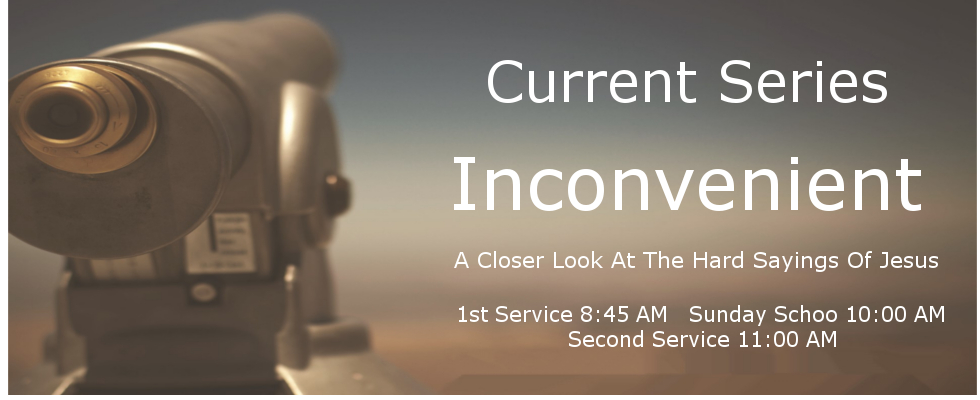 Current Series
Inconvenient
A Closer Look At The Hard Sayings Of Jesus
1st Service 8:45 AM Sunday Schoo 10:00 AM
Second Service 11:00 AM